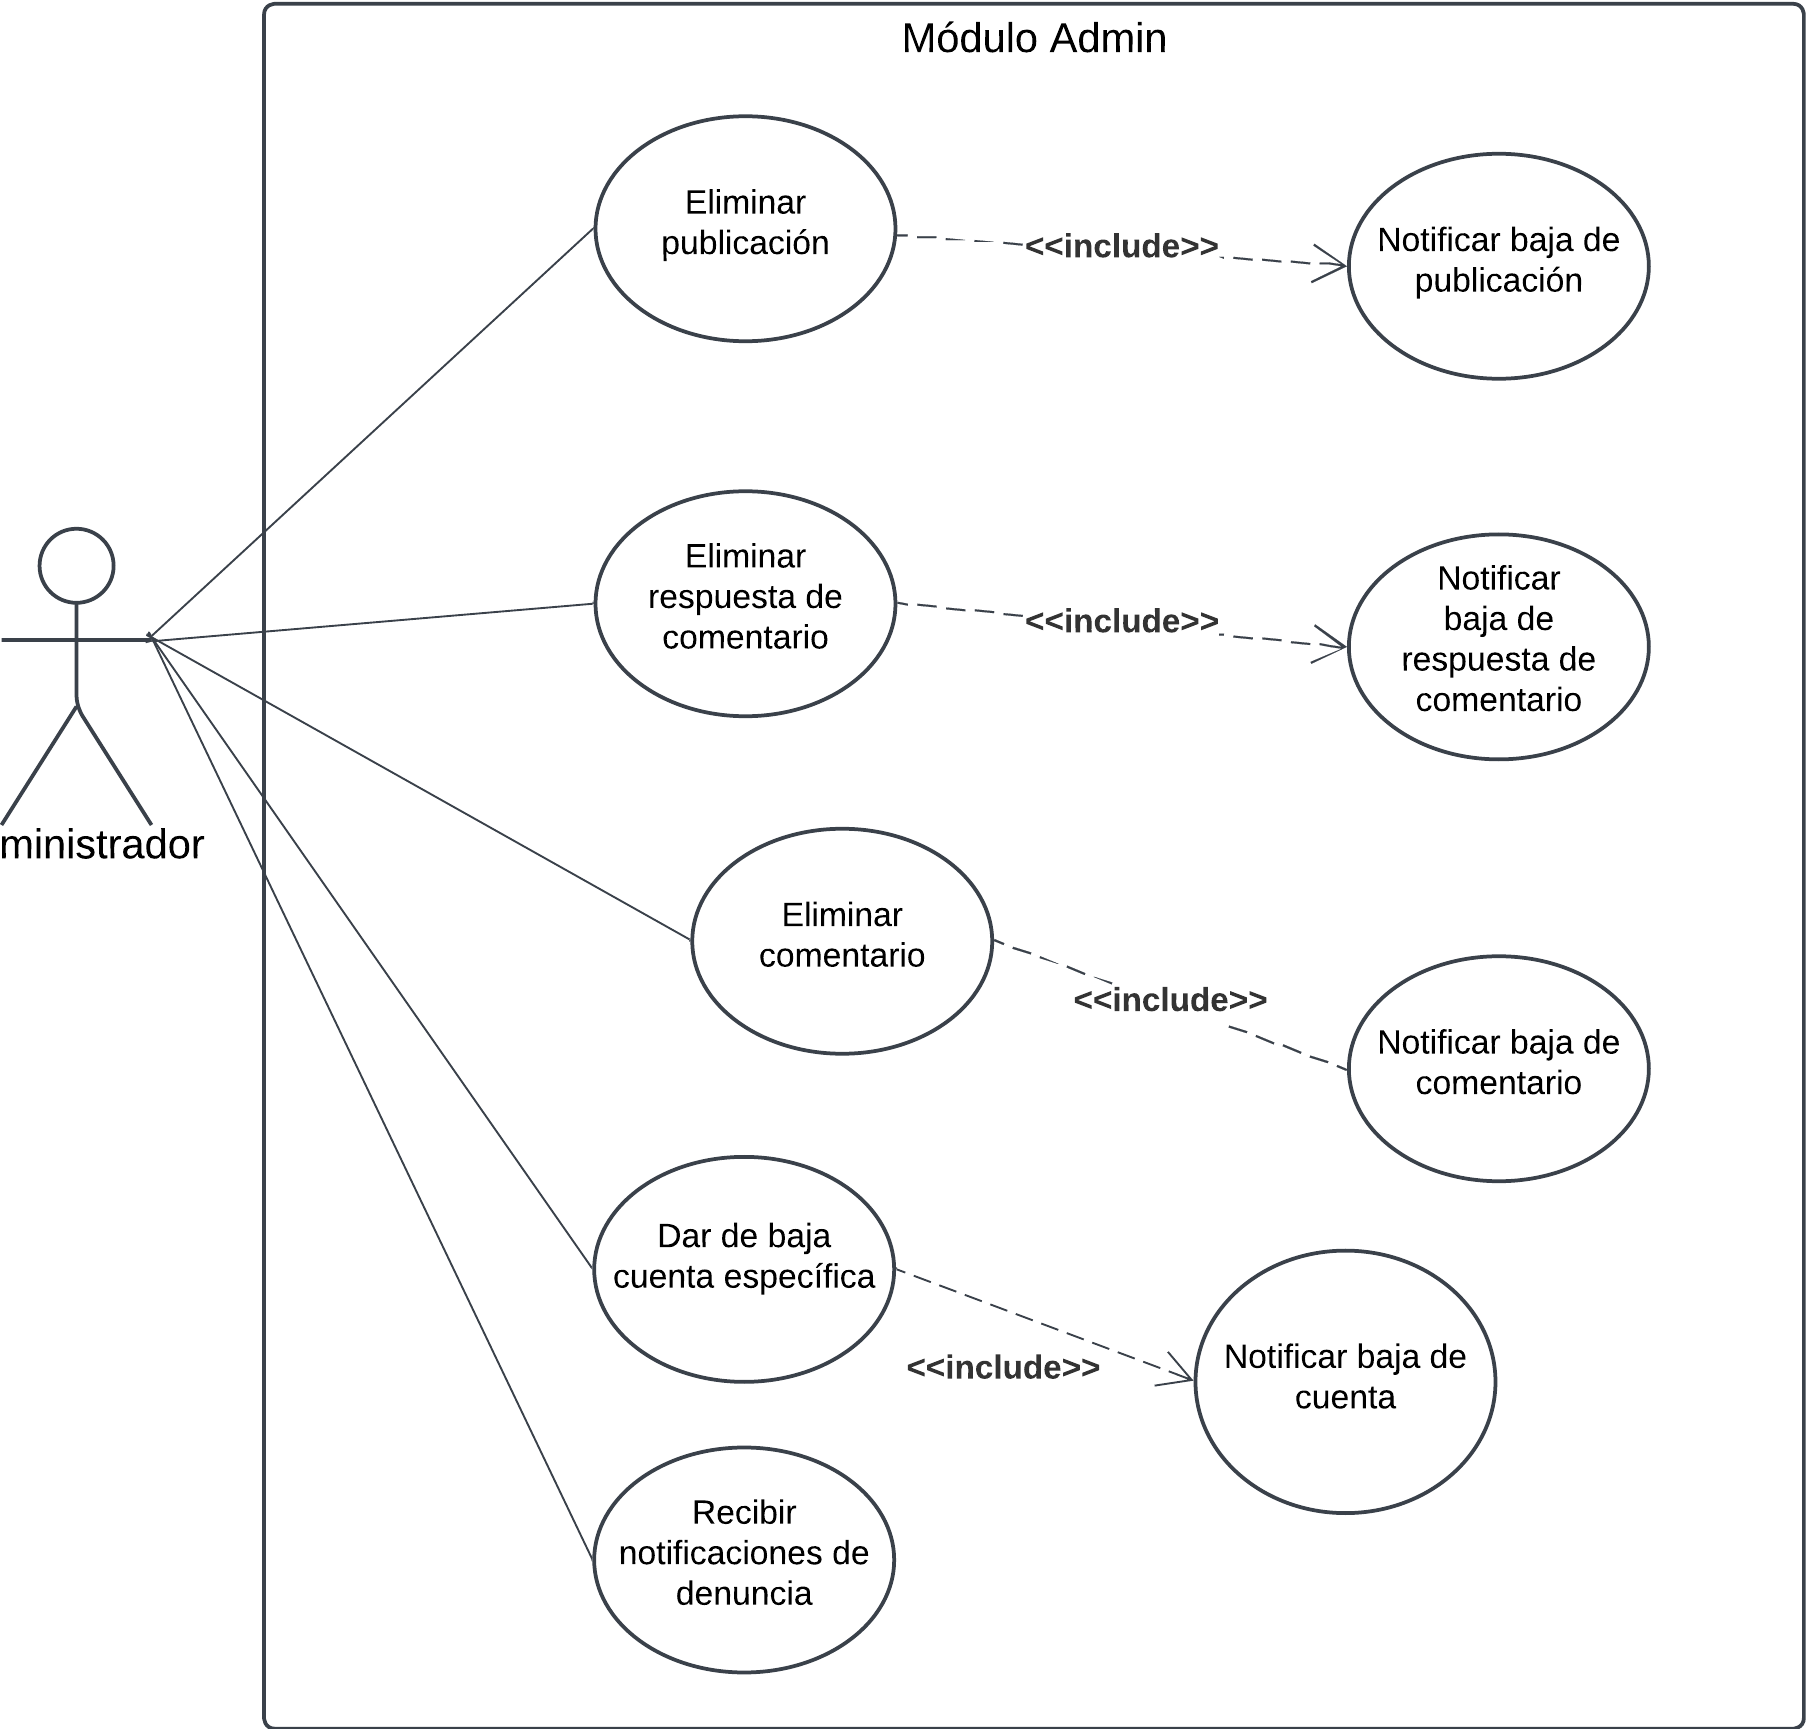 Módulo Admin
Eliminar
publicación
<<include>>
Notificar baja de
publicación
Eliminar
respuesta de
comentario
<<include>>
Notificar
baja de
respuesta de
comentario
ministrador
Eliminar
comentario
<<include>>
Notificar baja de
comentario
Dar de baja
cuenta específica
<<include>>
Notificar baja de
cuenta
Recibir
notificaciones de
denuncia